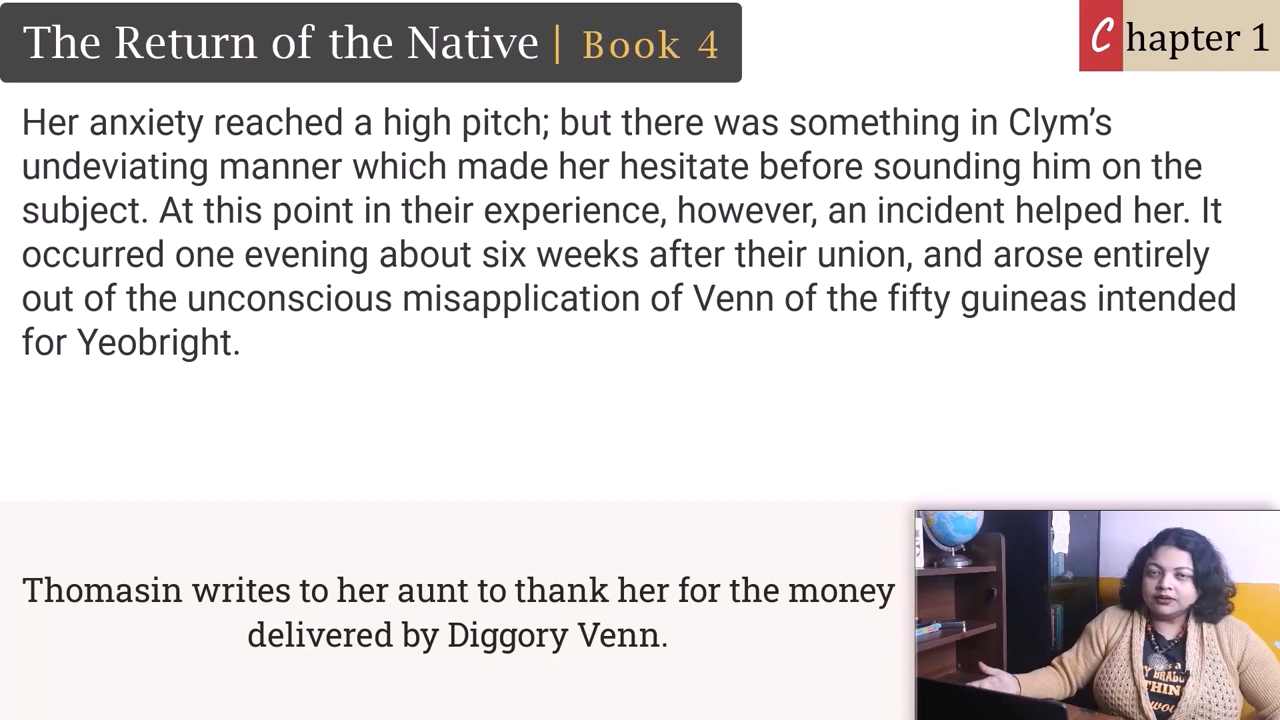 The Return of the Native | Book 4
Chapter 1
Her anxiety reached a high pitch; but there was something in Clym’s
undeviating manner which made her hesitate before sounding him on the
subject. At this point in their experience, however, an incident helped her. It
occurred one evening about six weeks after their union, and arose entirely
out of the unconscious misapplication of Venn of the fifty guineas intended
for Yeobright.
Thomasin writes to her aunt to thank her for the money
delivered by Diggory Venn.